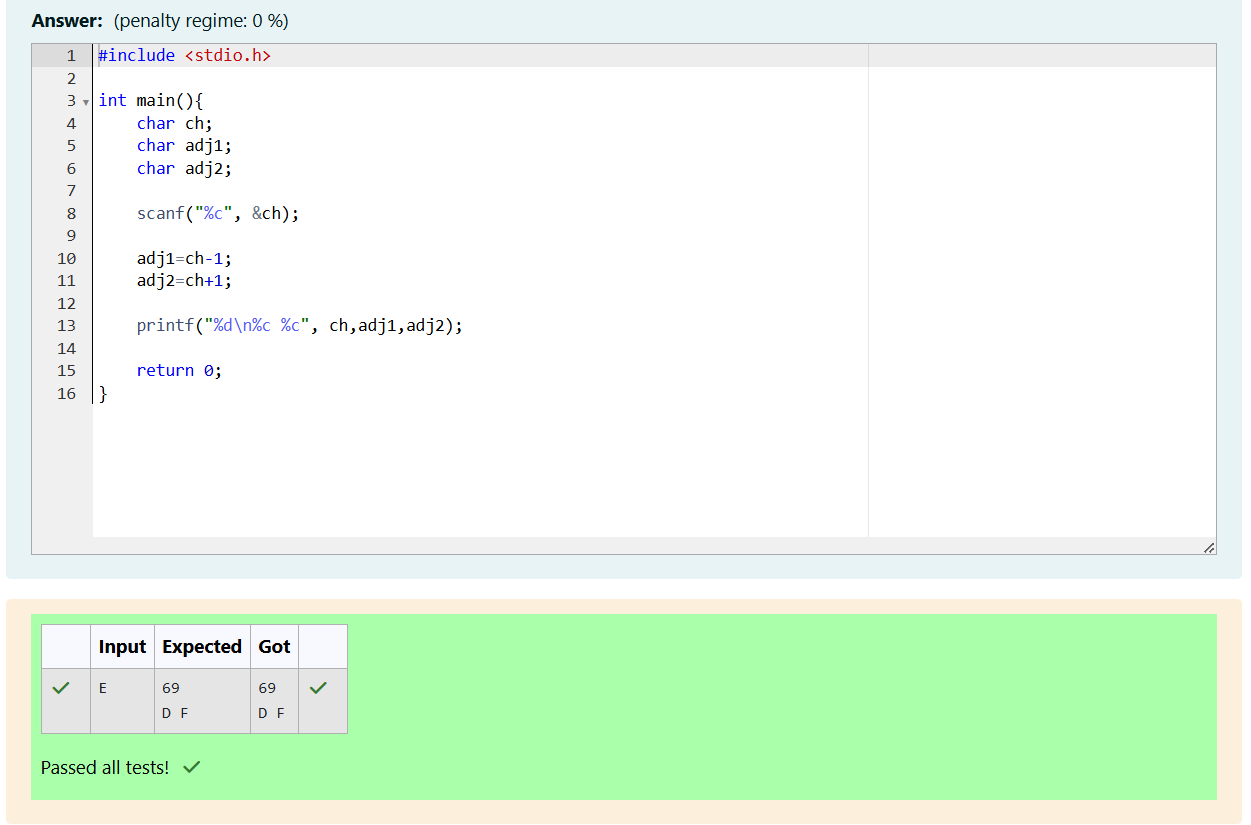 Answer: (penalty regime: 0 %)
1 #include <stdio.h>
2
3 int main(){
4     char ch;
5     char adj1;
6     char adj2;
7
8     scanf("%c", &ch);
9
10     adj1=ch-1;
11     adj2=ch+1;
12
13     printf("%d\n%c %c", ch,adj1,adj2);
14
15     return 0;
16 }
Input Expected Got
E 69 69
D F D F
Passed all tests!